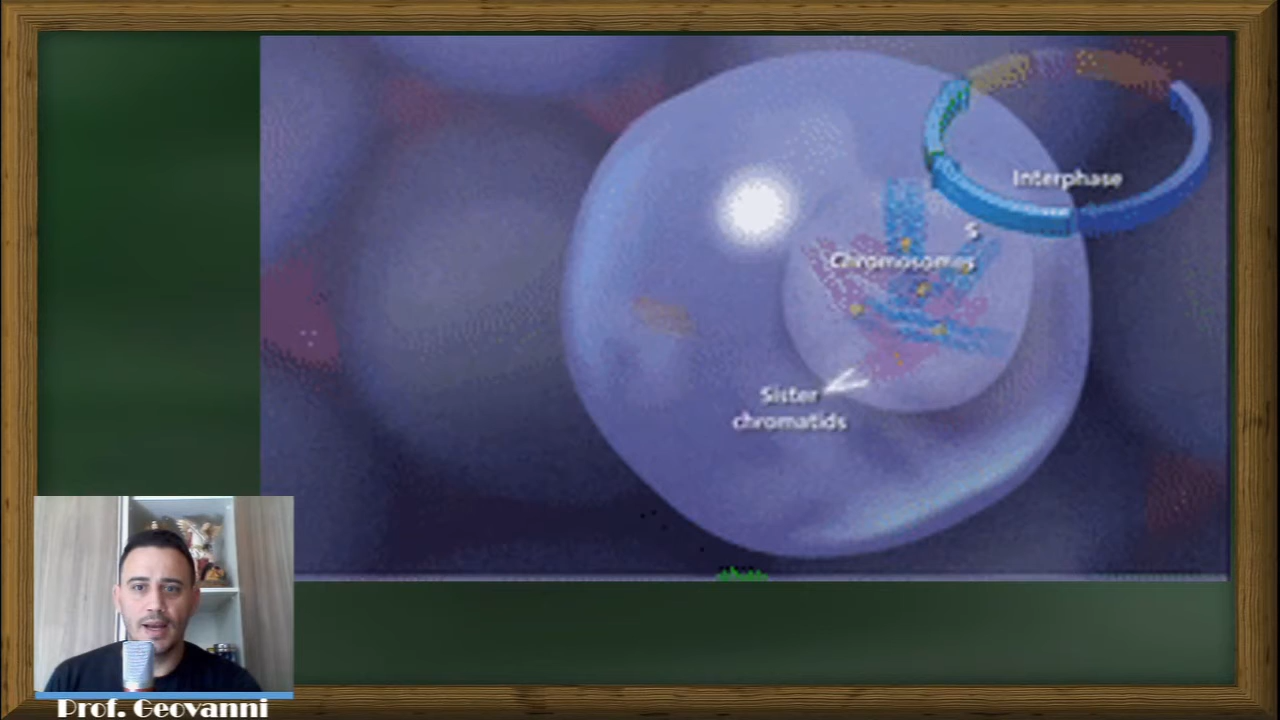 Interphase
S
Chromosomes
Sister
chromatids
Prof. Geovanni